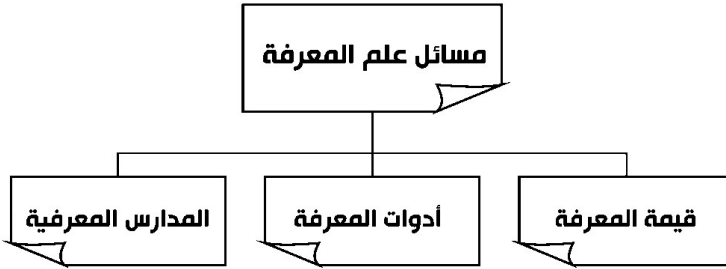 مسائل علم المعرفة
قيمة المعرفة
أدوات المعرفة
المدارس المعرفية